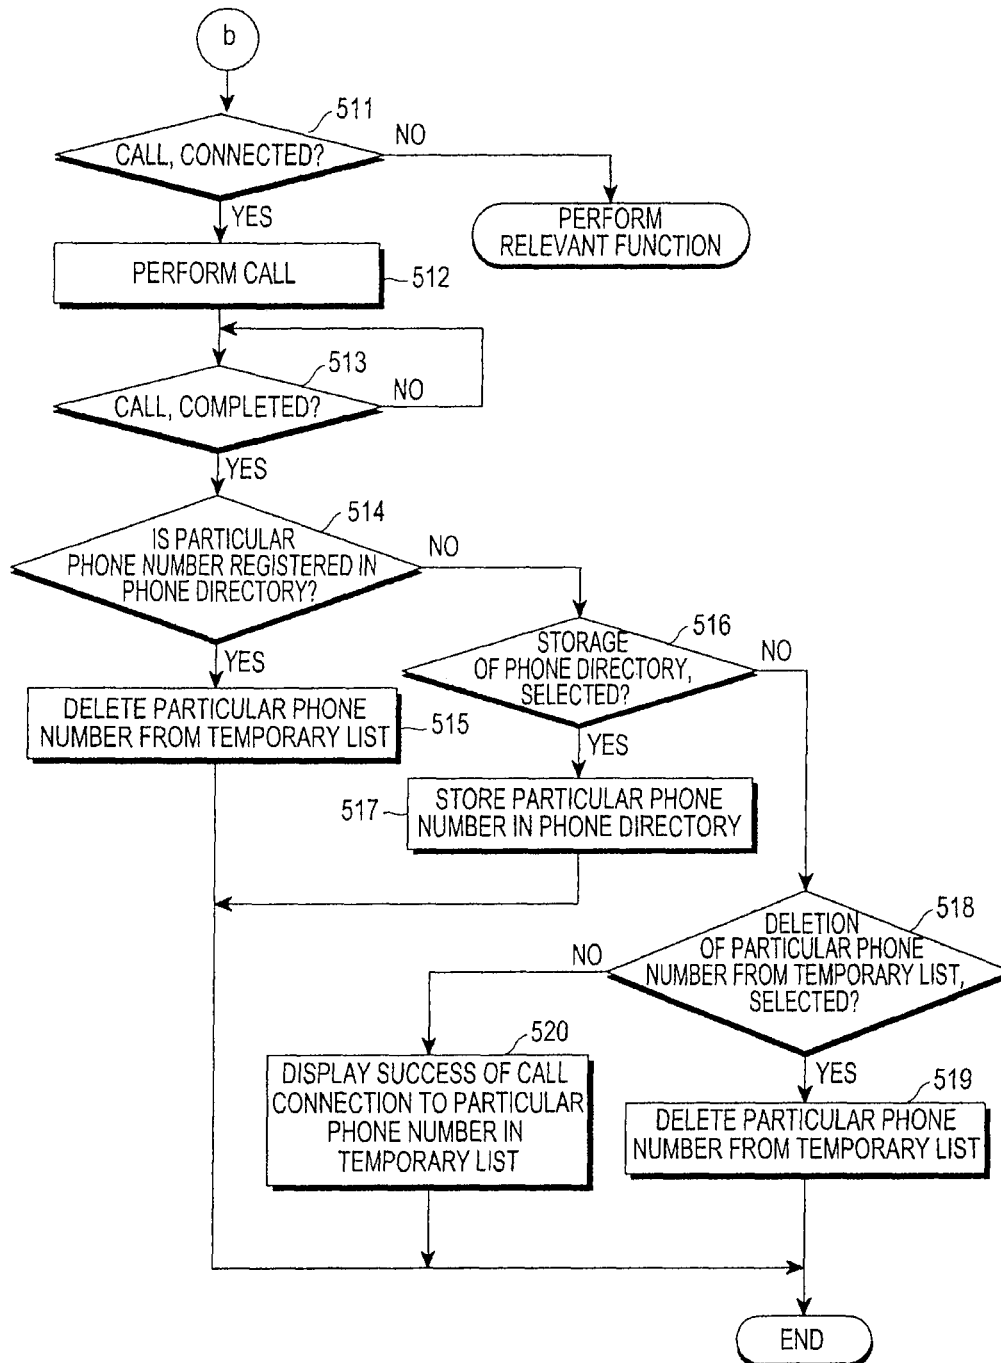 b
511
CALL, CONNECTED?
NO
YES
PERFORM
RELEVANT FUNCTION
PERFORM CALL
512
513
CALL, COMPLETED?
NO
YES
514
IS PARTICULAR
PHONE NUMBER REGISTERED IN
PHONE DIRECTORY?
NO
YES
516
STORAGE
OF PHONE DIRECTORY,
SELECTED?
NO
YES
DELETE PARTICULAR PHONE
NUMBER FROM TEMPORARY LIST
515
517
STORE PARTICULAR PHONE
NUMBER IN PHONE DIRECTORY
518
DELETION
OF PARTICULAR PHONE
NUMBER FROM TEMPORARY LIST,
SELECTED?
NO
YES
520
DISPLAY SUCCESS OF CALL
CONNECTION TO PARTICULAR
PHONE NUMBER IN
TEMPORARY LIST
519
DELETE PARTICULAR PHONE
NUMBER FROM TEMPORARY LIST
END